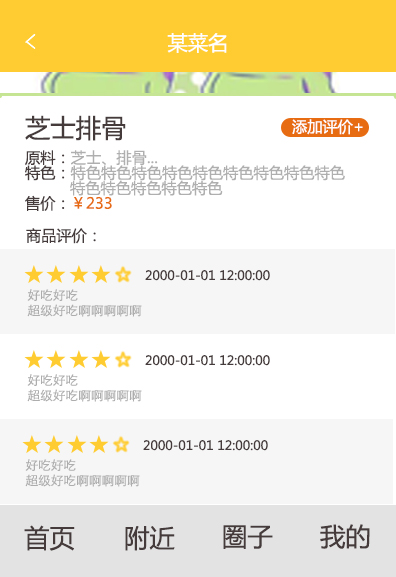 某菜名
芝士排骨
添加评价+
原料：芝士、排骨...
特色：特色特色特色特色特色特色特色特色特色
特色特色特色特色特色
售价：￥233
商品评价：
2000-01-01 12:00:00
好吃好吃
超级好吃啊啊啊啊啊
2000-01-01 12:00:00
好吃好吃
超级好吃啊啊啊啊啊
2000-01-01 12:00:00
好吃好吃
超级好吃啊啊啊啊啊
首页 附近 圈子 我的